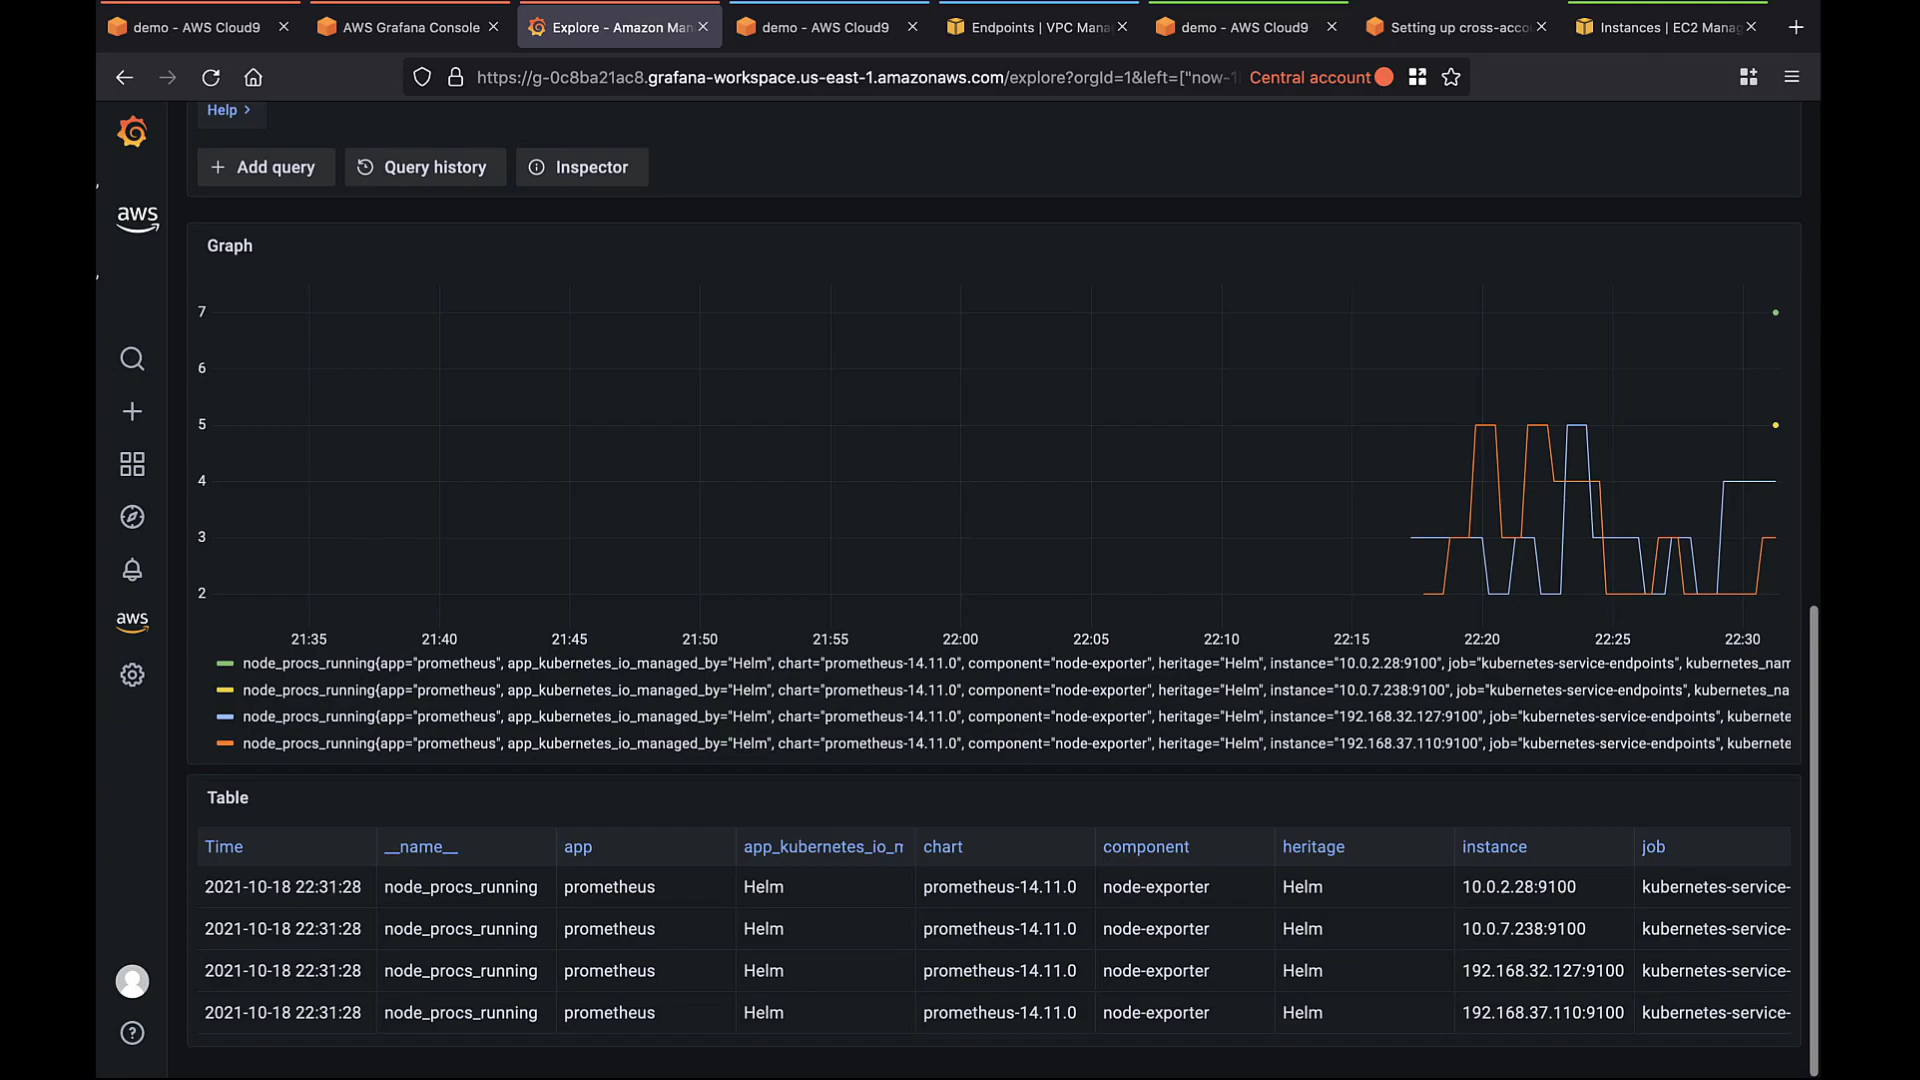 demo - AWS Cloud9
AWS Grafana Console
Explore - Amazon Man
demo - AWS Cloud9
Endpoints | VPC Mana
demo - AWS Cloud9
Setting up cross-acco
Instances | EC2 Manag
https://g-0c8ba21ac8.grafana-workspace.us-east-1.amazonaws.com/explore?orgId=1&left=["now-1
Central account
Help >
+ Add query
Query history
Inspector
aws
Graph
7
6
5
4
3
2
21:35 21:40 21:45 21:50 21:55 22:00 22:05 22:10 22:15 22:20 22:25 22:30
node_procs_running{app="prometheus", app_kubernetes_io_managed_by="Helm", chart="prometheus-14.11.0", component="node-exporter", heritage="Helm", instance="10.0.2.28:9100", job="kubernetes-service-endpoints", kubernetes_nam
node_procs_running{app="prometheus", app_kubernetes_io_managed_by="Helm", chart="prometheus-14.11.0", component="node-exporter", heritage="Helm", instance="10.0.7.238:9100", job="kubernetes-service-endpoints", kubernetes_na
node_procs_running{app="prometheus", app_kubernetes_io_managed_by="Helm", chart="prometheus-14.11.0", component="node-exporter", heritage="Helm", instance="192.168.32.127:9100", job="kubernetes-service-endpoints", kubernete
node_procs_running{app="prometheus", app_kubernetes_io_managed_by="Helm", chart="prometheus-14.11.0", component="node-exporter", heritage="Helm", instance="192.168.37.110:9100", job="kubernetes-service-endpoints", kubernete
aws
Table
Time __name__ app app_kubernetes_io_m chart component heritage instance job
2021-10-18 22:31:28 node_procs_running prometheus Helm prometheus-14.11.0 node-exporter Helm 10.0.2.28:9100 kubernetes-service-
2021-10-18 22:31:28 node_procs_running prometheus Helm prometheus-14.11.0 node-exporter Helm 10.0.7.238:9100 kubernetes-service-
2021-10-18 22:31:28 node_procs_running prometheus Helm prometheus-14.11.0 node-exporter Helm 192.168.32.127:9100 kubernetes-service-
2021-10-18 22:31:28 node_procs_running prometheus Helm prometheus-14.11.0 node-exporter Helm 192.168.37.110:9100 kubernetes-service-